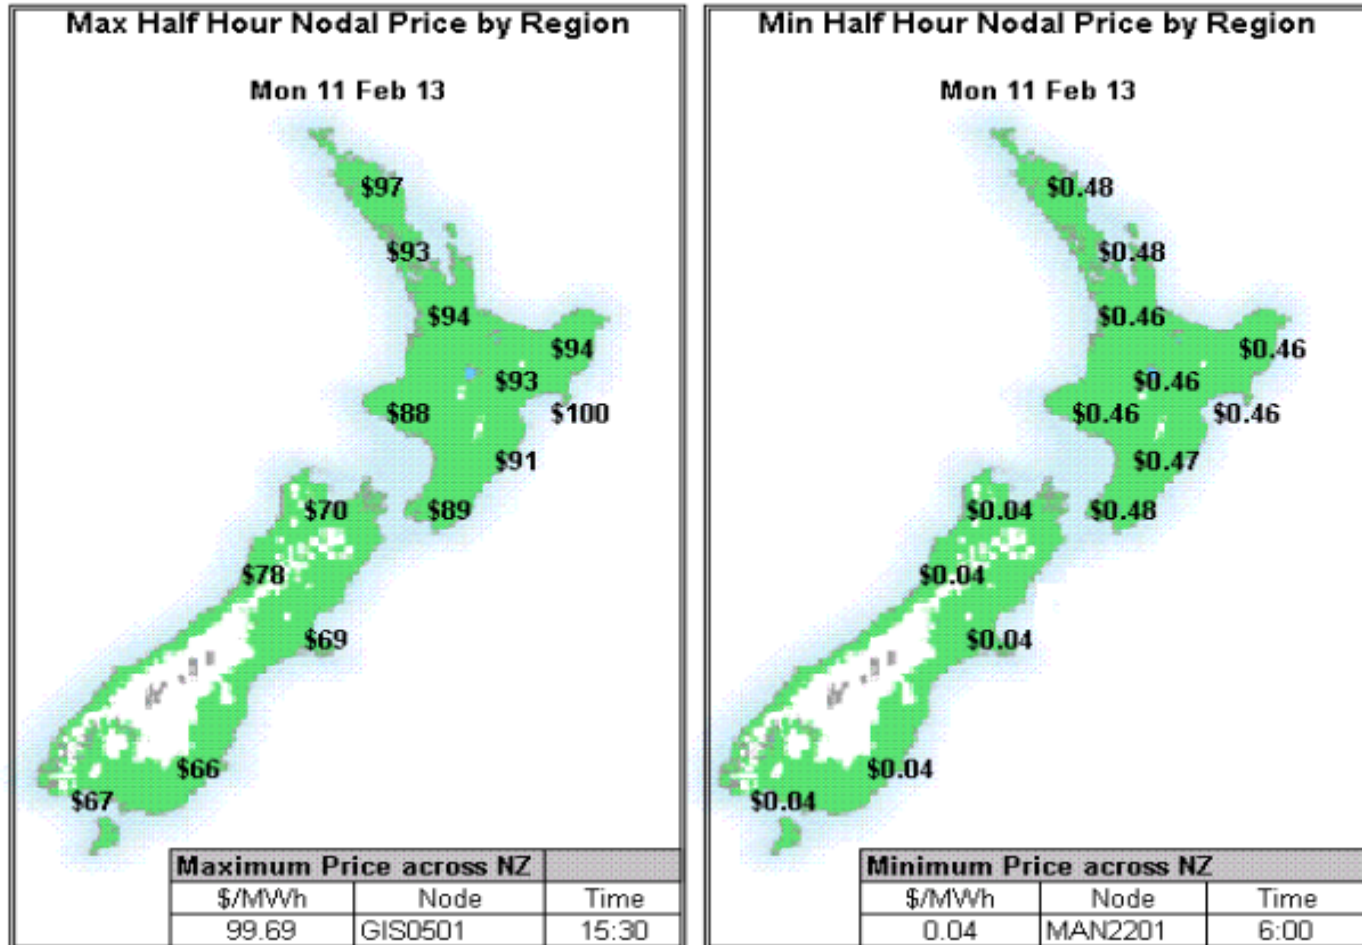 Max Half Hour Nodal Price by Region
Mon 11 Feb 13
$97
$93
$94
$94
$93
$88
$100
$91
$70
$89
$78
$69
$66
$67
Maximum Price across NZ
$/MWh Node Time
99.69 GIS0501 15:30
Min Half Hour Nodal Price by Region
Mon 11 Feb 13
$0.48
$0.48
$0.46
$0.46
$0.46
$0.46
$0.46
$0.47
$0.04
$0.48
$0.04
$0.04
$0.04
$0.04
Minimum Price across NZ
$/MWh Node Time
0.04 MAN2201 6:00